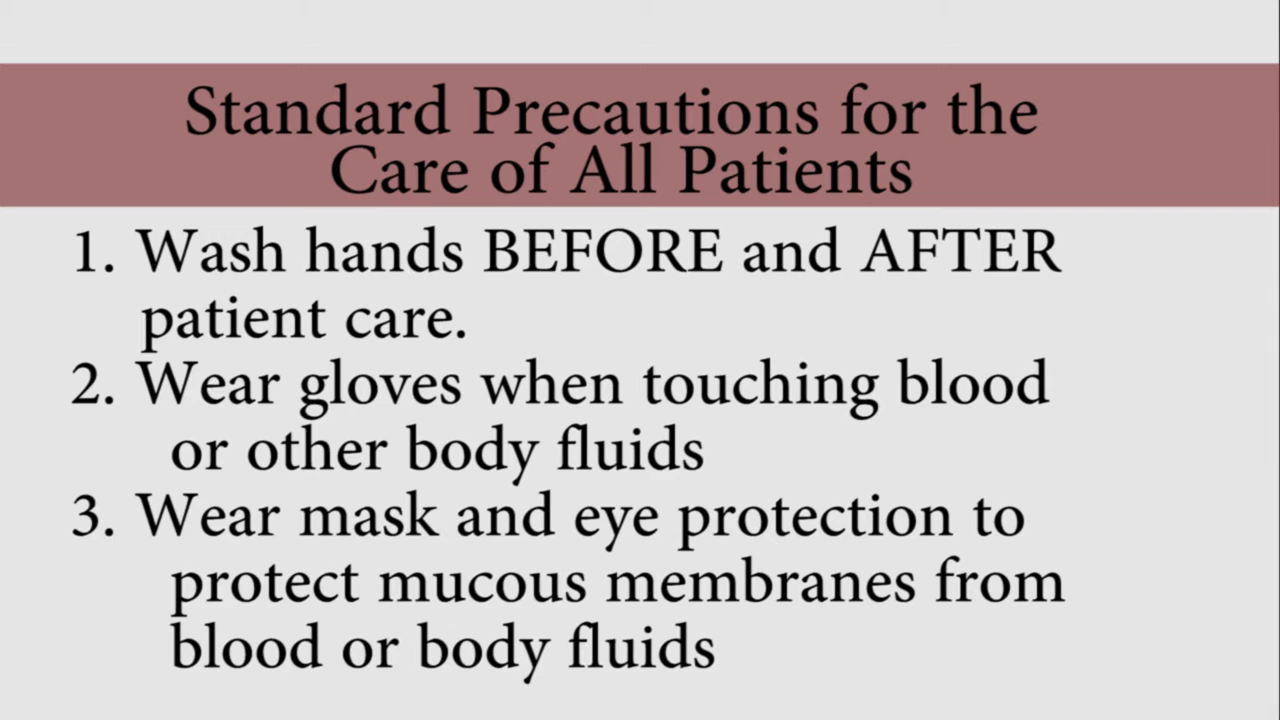 Standard Precautions for the
Care of All Patients
1. Wash hands BEFORE and AFTER
patient care.
2. Wear gloves when touching blood
or other body fluids
3. Wear mask and eye protection to
protect mucous membranes from
blood or body fluids